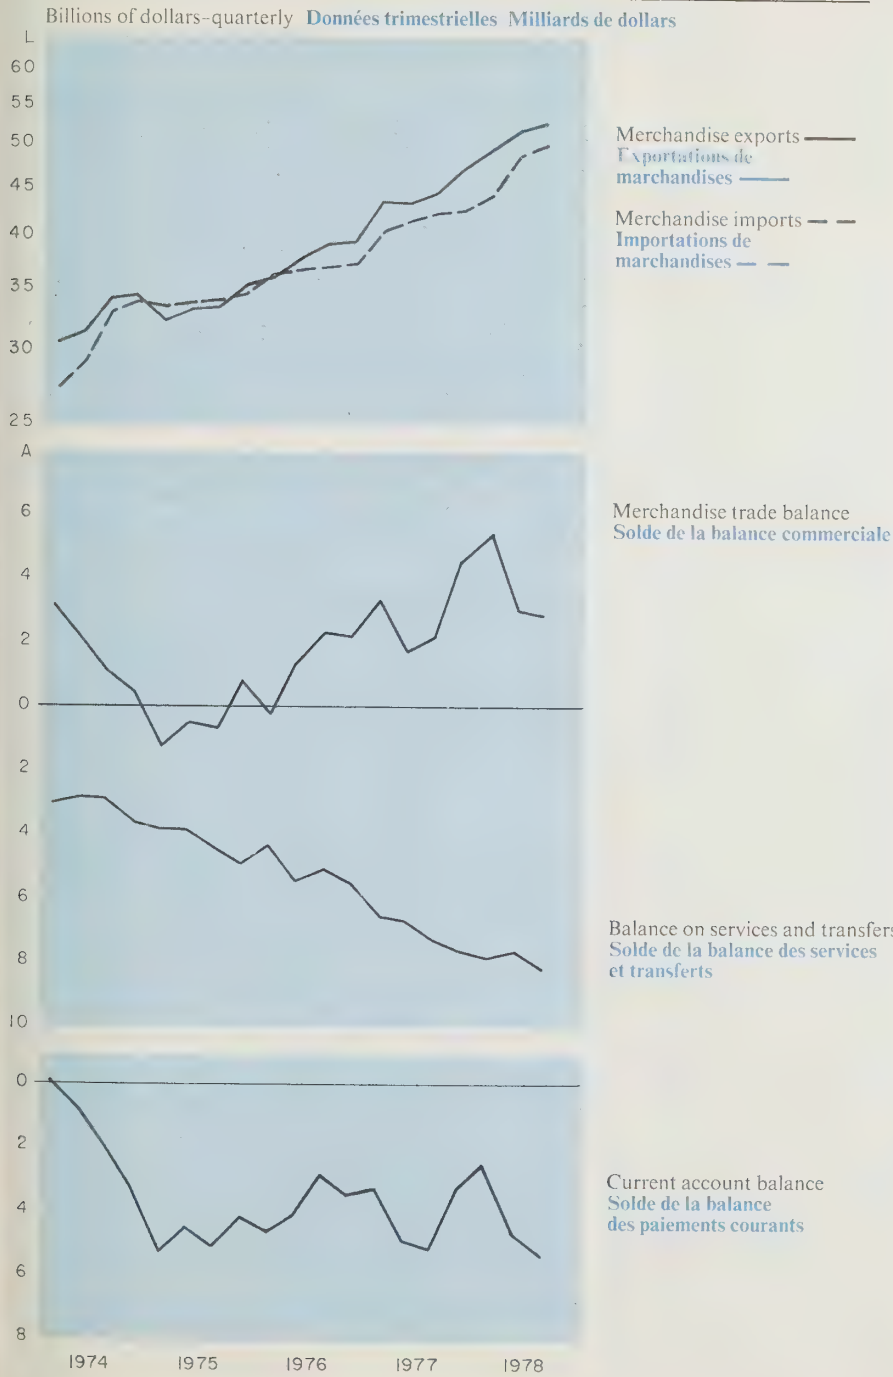 Billions of dollars-quarterly Données trimestrielles Milliards de dollars
L
60
55
50
45
40
35
30
25
Merchandise exports
Exportations de
marchandises
Merchandise imports
Importations de
marchandises
A
6
4
2
0
2
4
6
8
10
Merchandise trade balance
Solde de la balance commerciale
Balance on services and transfers
Solde de la balance des services
et transferts
0
2
4
6
8
Current account balance
Solde de la balance
des paiements courants
1974 1975 1976 1977 1978